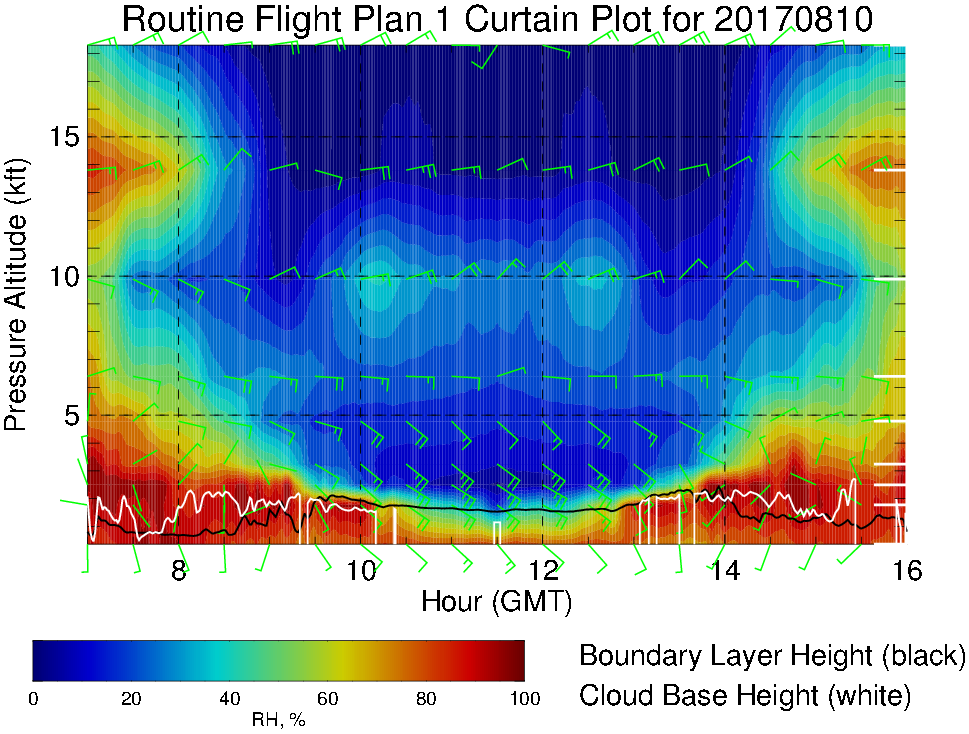 Routine Flight Plan 1 Curtain Plot for 20170810
15
10
5
Pressure Altitude (kft)
8 10 12 14 16
Hour (GMT)
0 20 40 60 80 100
RH, %
Boundary Layer Height (black)
Cloud Base Height (white)